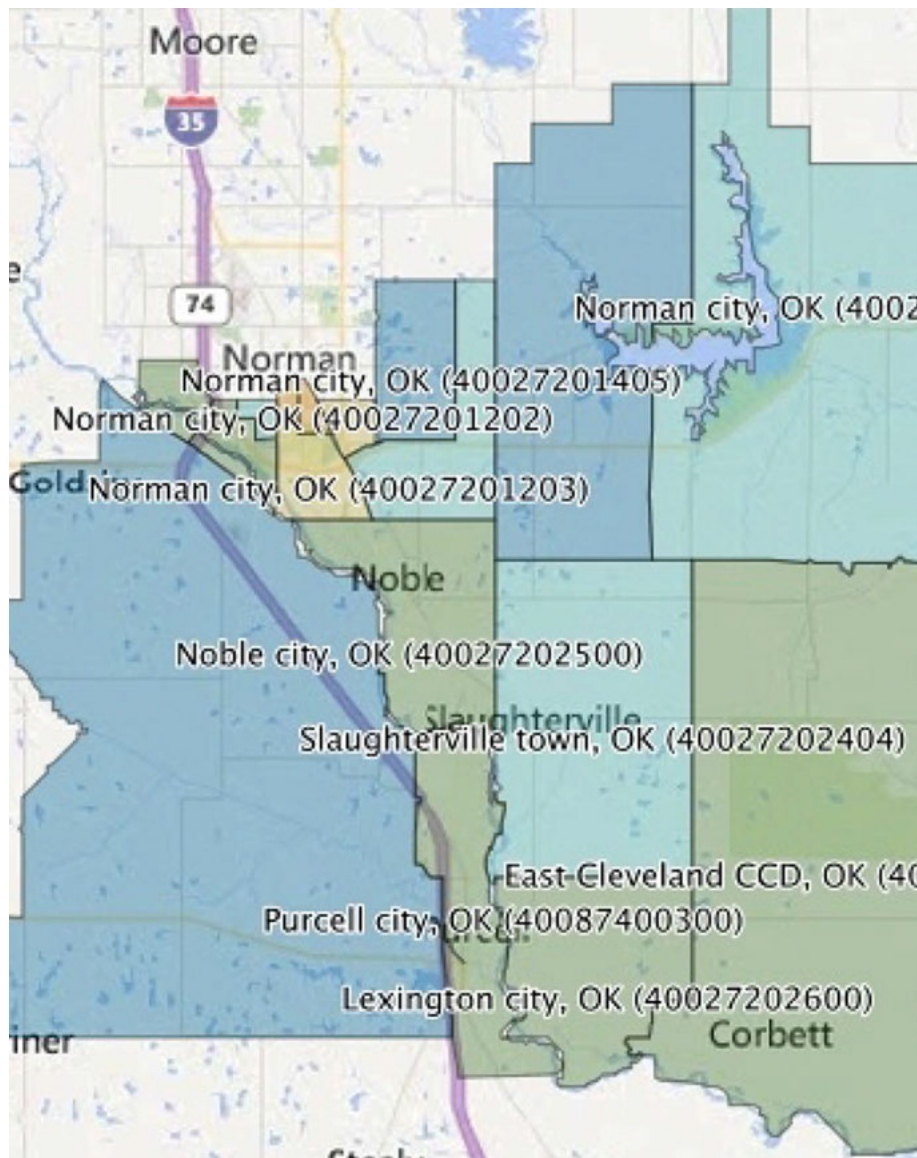 Moore
35
74
Norman city, OK (4002
Norman
Norman city, OK (40027201405)
Norman city, OK (40027201202)
Norman city, OK (40027201203)
Noble
Noble city, OK (40027202500)
Slaughterville
Slaughterville town, OK (40027202404)
East Cleveland CCD, OK (40
Purcell city, OK (40087400300)
Lexington city, OK (40027202600)
iner
Corbett